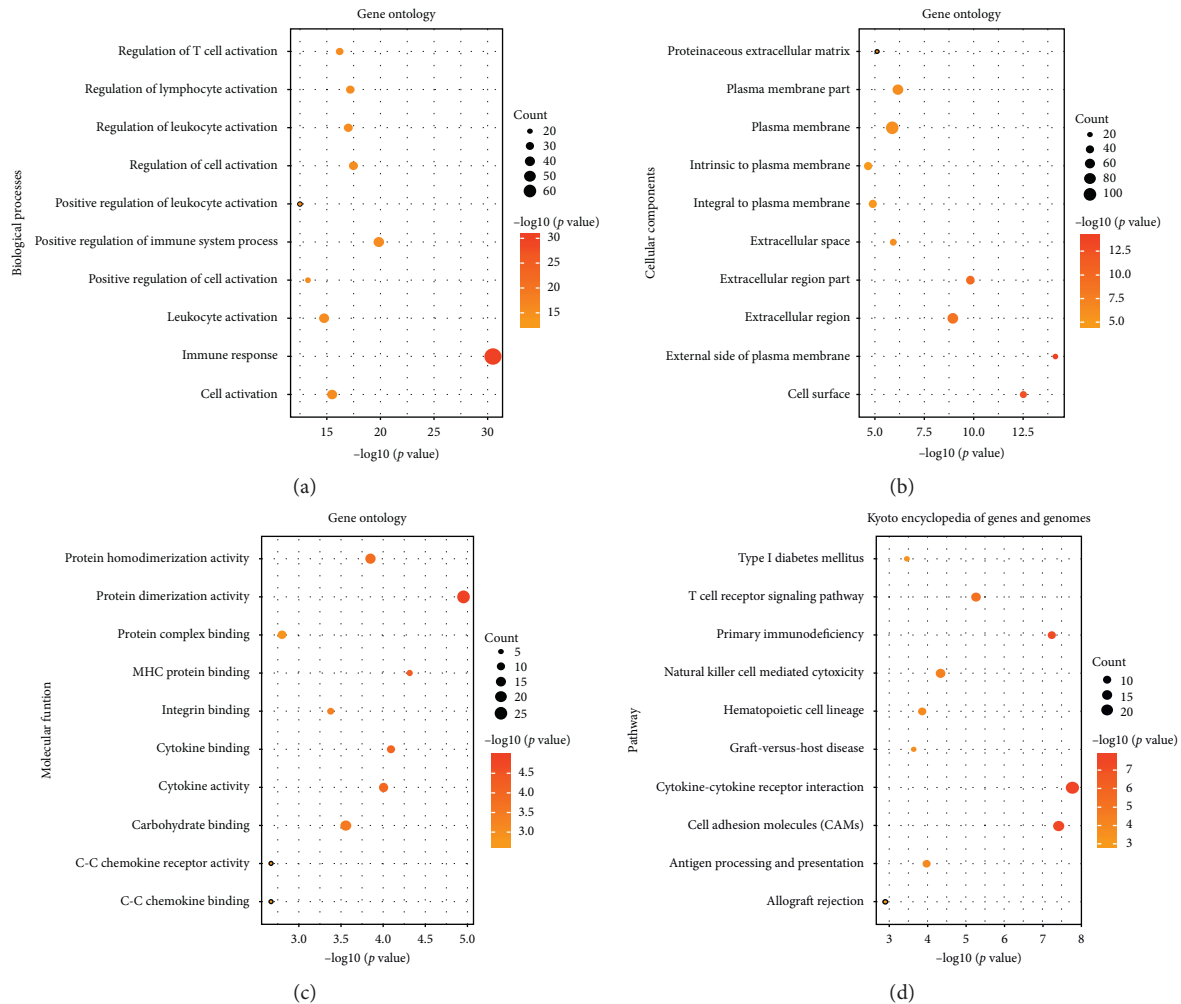 Gene ontology
Biological processes
Regulation of T cell activation
Regulation of lymphocyte activation
Regulation of leukocyte activation
Regulation of cell activation
Positive regulation of leukocyte activation
Positive regulation of immune system process
Positive regulation of cell activation
Leukocyte activation
Immune response
Cell activation
15 20 25 30
–log10 (p value)
Count
20
30
40
50
60
–log10 (p value)
30
20
15
(a)
Gene ontology
Cellular components
Proteinaceous extracellular matrix
Plasma membrane part
Plasma membrane
Intrinsic to plasma membrane
Integral to plasma membrane
Extracellular space
Extracellular region part
Extracellular region
External side of plasma membrane
Cell surface
5.0 7.5 10.0 12.5
–log10 (p value)
Count
20
40
60
80
100
–log10 (p value)
12.5
10.0
7.5
5.0
(b)
Gene ontology
Molecular funtion
Protein homodimerization activity
Protein dimerization activity
Protein complex binding
MHC protein binding
Integrin binding
Cytokine binding
Cytokine activity
Carbohydrate binding
C-C chemokine receptor activity
C-C chemokine binding
3.0 3.5 4.0 4.5 5.0
–log10 (p value)
Count
5
10
15
20
25
–log10 (p value)
4.5
4.0
3.5
3.0
(c)
Kyoto encyclopedia of genes and genomes
Pathway
Type I diabetes mellitus
T cell receptor signaling pathway
Primary immunodeficiency
Natural killer cell mediated cytoxicity
Hematopoietic cell lineage
Graft-versus-host disease
Cytokine-cytokine receptor interaction
Cell adhesion molecules (CAMs)
Antigen processing and presentation
Allograft rejection
3 4 5 6 7 8
–log10 (p value)
Count
10
15
20
–log10 (p value)
7
6
5
4
3
(d)